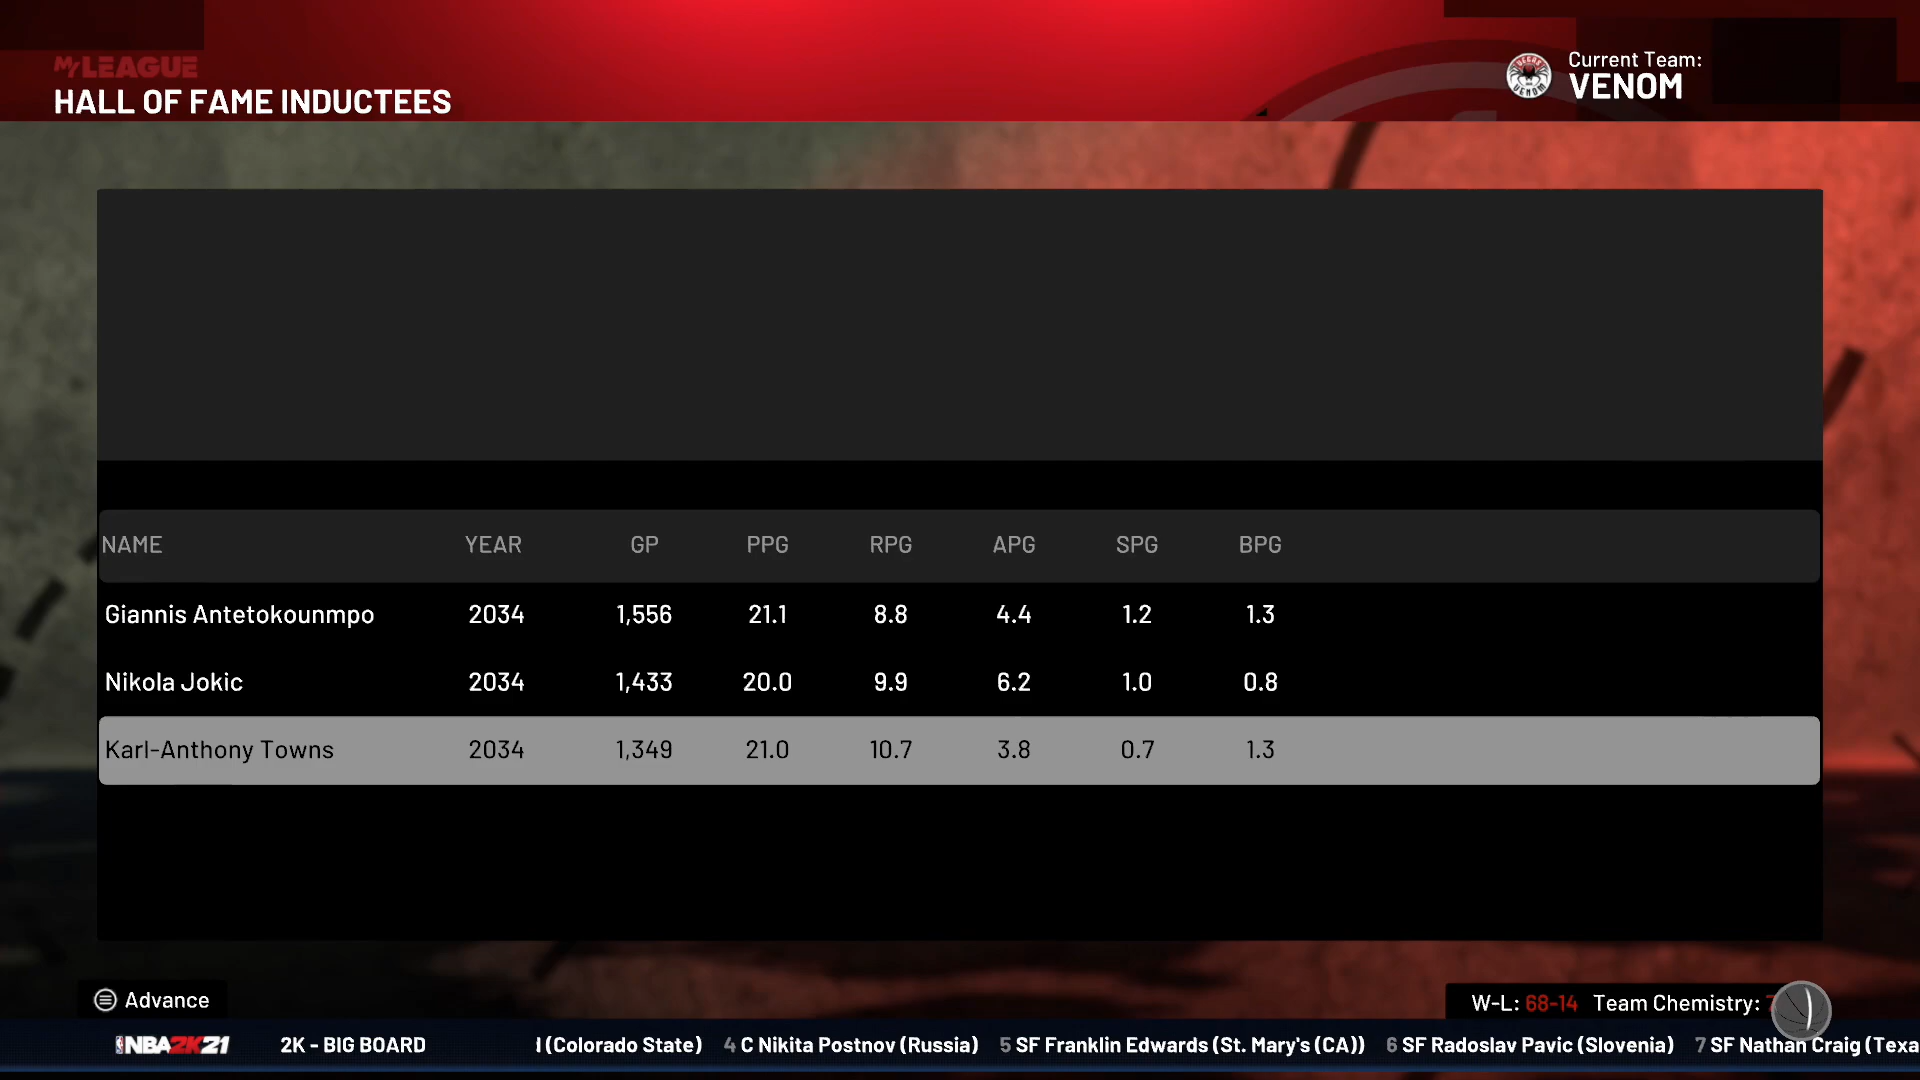 MyLEAGUE
HALL OF FAME INDUCTEES
Current Team:
VENOM
NAME YEAR GP PPG RPG APG SPG BPG
Giannis Antetokounmpo 2034 1,556 21.1 8.8 4.4 1.2 1.3
Nikola Jokic 2034 1,433 20.0 9.9 6.2 1.0 0.8
Karl-Anthony Towns 2034 1,349 21.0 10.7 3.8 0.7 1.3
Advance
W-L: 68-14 Team Chemistry:
NBA2K21 2K - BIG BOARD (Colorado State) 4 C Nikita Postnov (Russia) 5 SF Franklin Edwards (St. Mary's (CA)) 6 SF Radoslav Pavic (Slovenia) 7 SF Nathan Craig (Texa